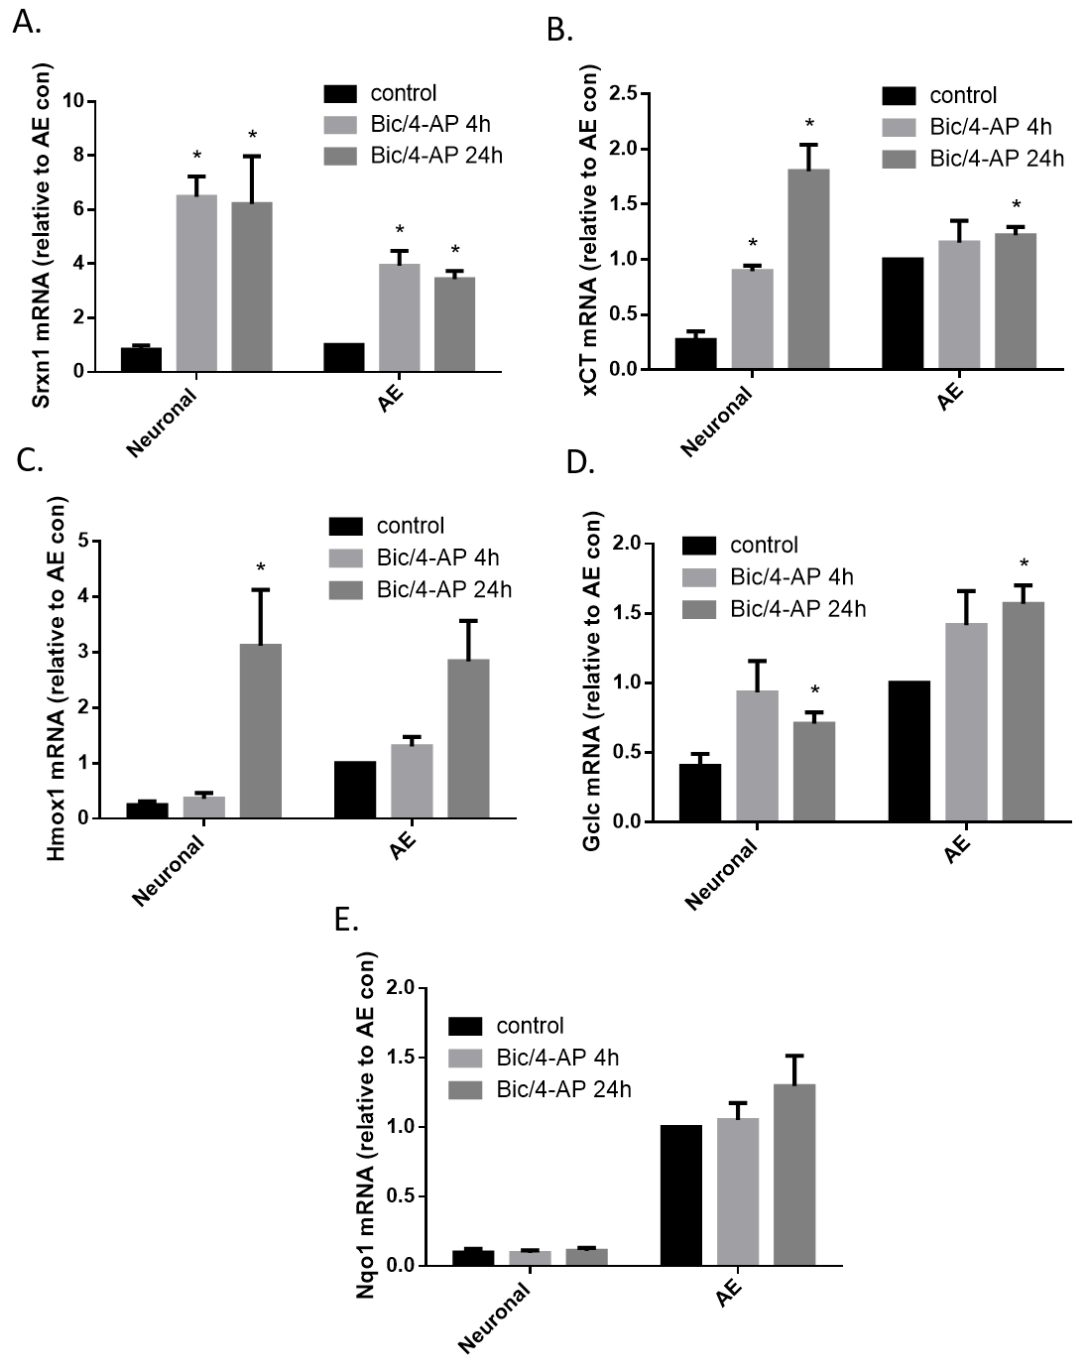 A.
Srxn1 mRNA (relative to AE con)
10
8
6
4
2
0
control
Bic/4-AP 4h
Bic/4-AP 24h
*
*
*
*
Neuronal
AE
B.
xCT mRNA (relative to AE con)
2.5
2.0
1.5
1.0
0.5
0.0
control
Bic/4-AP 4h
Bic/4-AP 24h
*
*
*
Neuronal
AE
C.
Hmox1 mRNA (relative to AE con)
5
4
3
2
1
0
control
Bic/4-AP 4h
Bic/4-AP 24h
*
Neuronal
AE
D.
Gclc mRNA (relative to AE con)
2.0
1.5
1.0
0.5
0.0
control
Bic/4-AP 4h
Bic/4-AP 24h
*
*
Neuronal
AE
E.
Nqo1 mRNA (relative to AE con)
2.0
1.5
1.0
0.5
0.0
control
Bic/4-AP 4h
Bic/4-AP 24h
Neuronal
AE